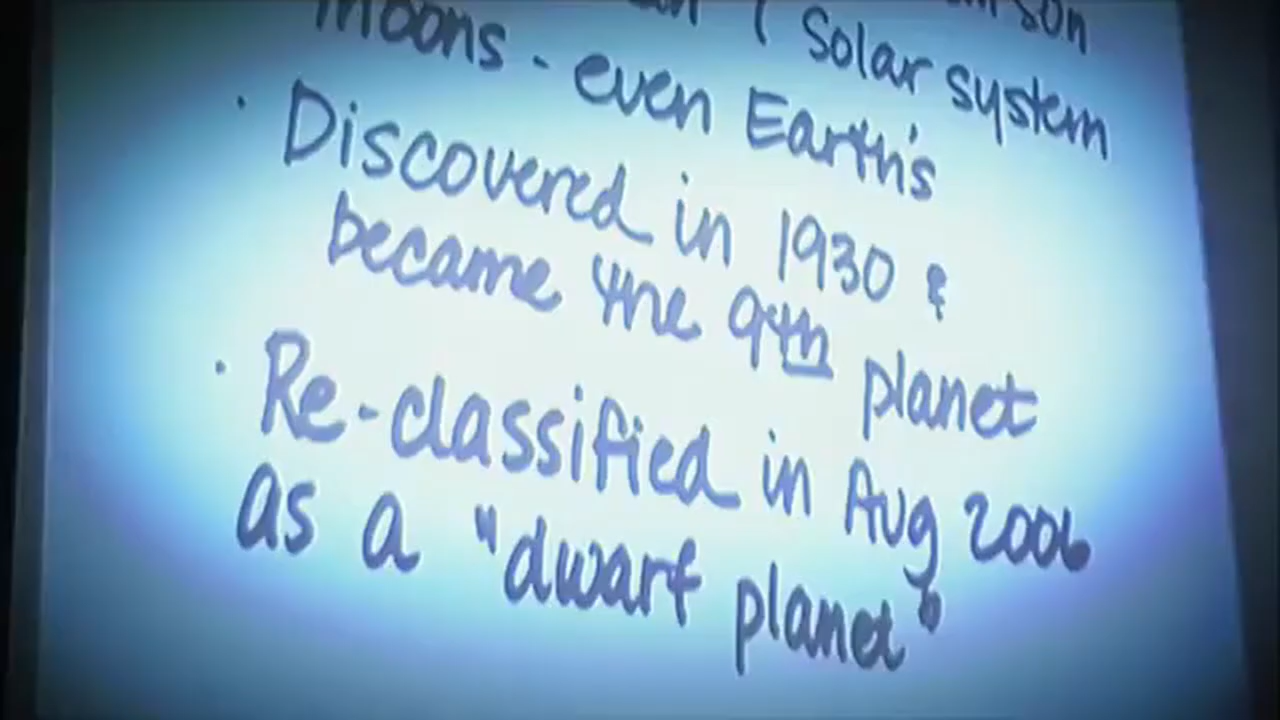 Solar system
moons - even Earth's
• Discovered in 1930 &
became the 9th planet
• Re-classified in Aug 2006
as a "dwarf planet"